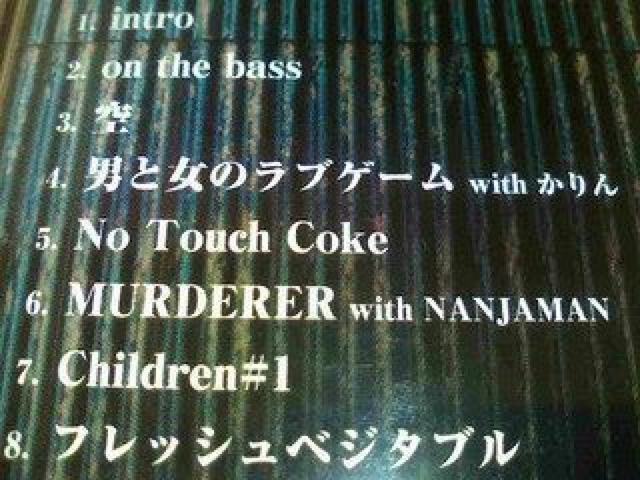 1. intro
2. on the bass
3. 空
4. 男と女のラブゲーム with かりん
5. No Touch Coke
6. MURDERER with NANJAMAN
7. Children#1
8. フレッシュベジタブル